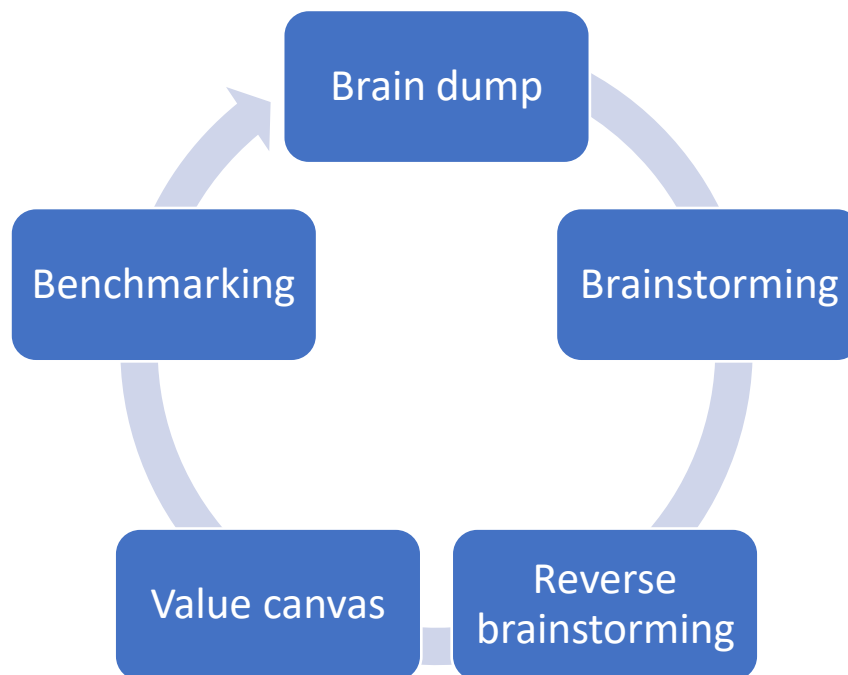 Brain dump
Brainstorming
Reverse
brainstorming
Value canvas
Benchmarking